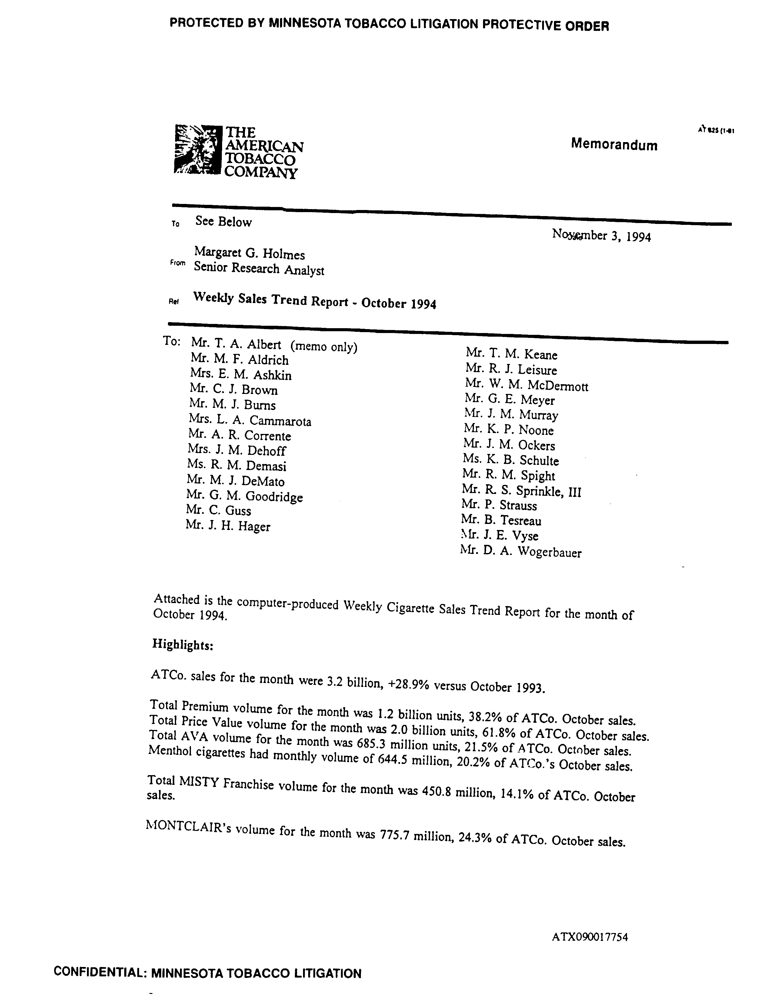 PROTECTED BY MINNESOTA TOBACCO LITIGATION PROTECTIVE ORDER
THE
AMERICAN
TOBACCO
COMPANY
Memorandum
AT 825 (1-81
To See Below
November 3, 1994
Margaret G. Holmes
From Senior Research Analyst
Ref Weekly Sales Trend Report - October 1994
To: Mr. T. A. Albert (memo only)
Mr. M. F. Aldrich
Mrs. E. M. Ashkin
Mr. C. J. Brown
Mr. M. J. Burns
Mrs. L. A. Cammarota
Mr. A. R. Corrente
Mrs. J. M. Dehoff
Ms. R. M. Demasi
Mr. M. J. DeMato
Mr. G. M. Goodridge
Mr. C. Guss
Mr. J. H. Hager
Mr. T. M. Keane
Mr. R. J. Leisure
Mr. W. M. McDermott
Mr. G. E. Meyer
Mr. J. M. Murray
Mr. K. P. Noone
Mr. J. M. Ockers
Ms. K. B. Schulte
Mr. R. M. Spight
Mr. R. S. Sprinkle, III
Mr. P. Strauss
Mr. B. Tesreau
Mr. J. E. Vyse
Mr. D. A. Wogerbauer
Attached is the computer-produced Weekly Cigarette Sales Trend Report for the month of
October 1994.
Highlights:
ATCo. sales for the month were 3.2 billion, +28.9% versus October 1993.
Total Premium volume for the month was 1.2 billion units, 38.2% of ATCo. October sales.
Total Price Value volume for the month was 2.0 billion units, 61.8% of ATCo. October sales.
Total AVA volume for the month was 685.3 million units, 21.5% of ATCo. October sales.
Menthol cigarettes had monthly volume of 644.5 million, 20.2% of ATCo.'s October sales.
Total MISTY Franchise volume for the month was 450.8 million, 14.1% of ATCo. October
sales.
MONTCLAIR's volume for the month was 775.7 million, 24.3% of ATCo. October sales.
ATX090017754
CONFIDENTIAL: MINNESOTA TOBACCO LITIGATION